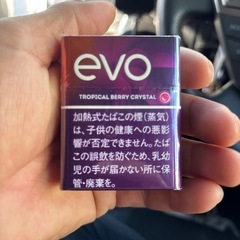 evo
TROPICAL BERRY CRYSTAL
加熱式たばこの煙(蒸気)
は、子供の健康への悪影
響が否定できません。たば
この誤飲を防ぐため、乳幼
児の手が届かない所に保
管・廃棄を。